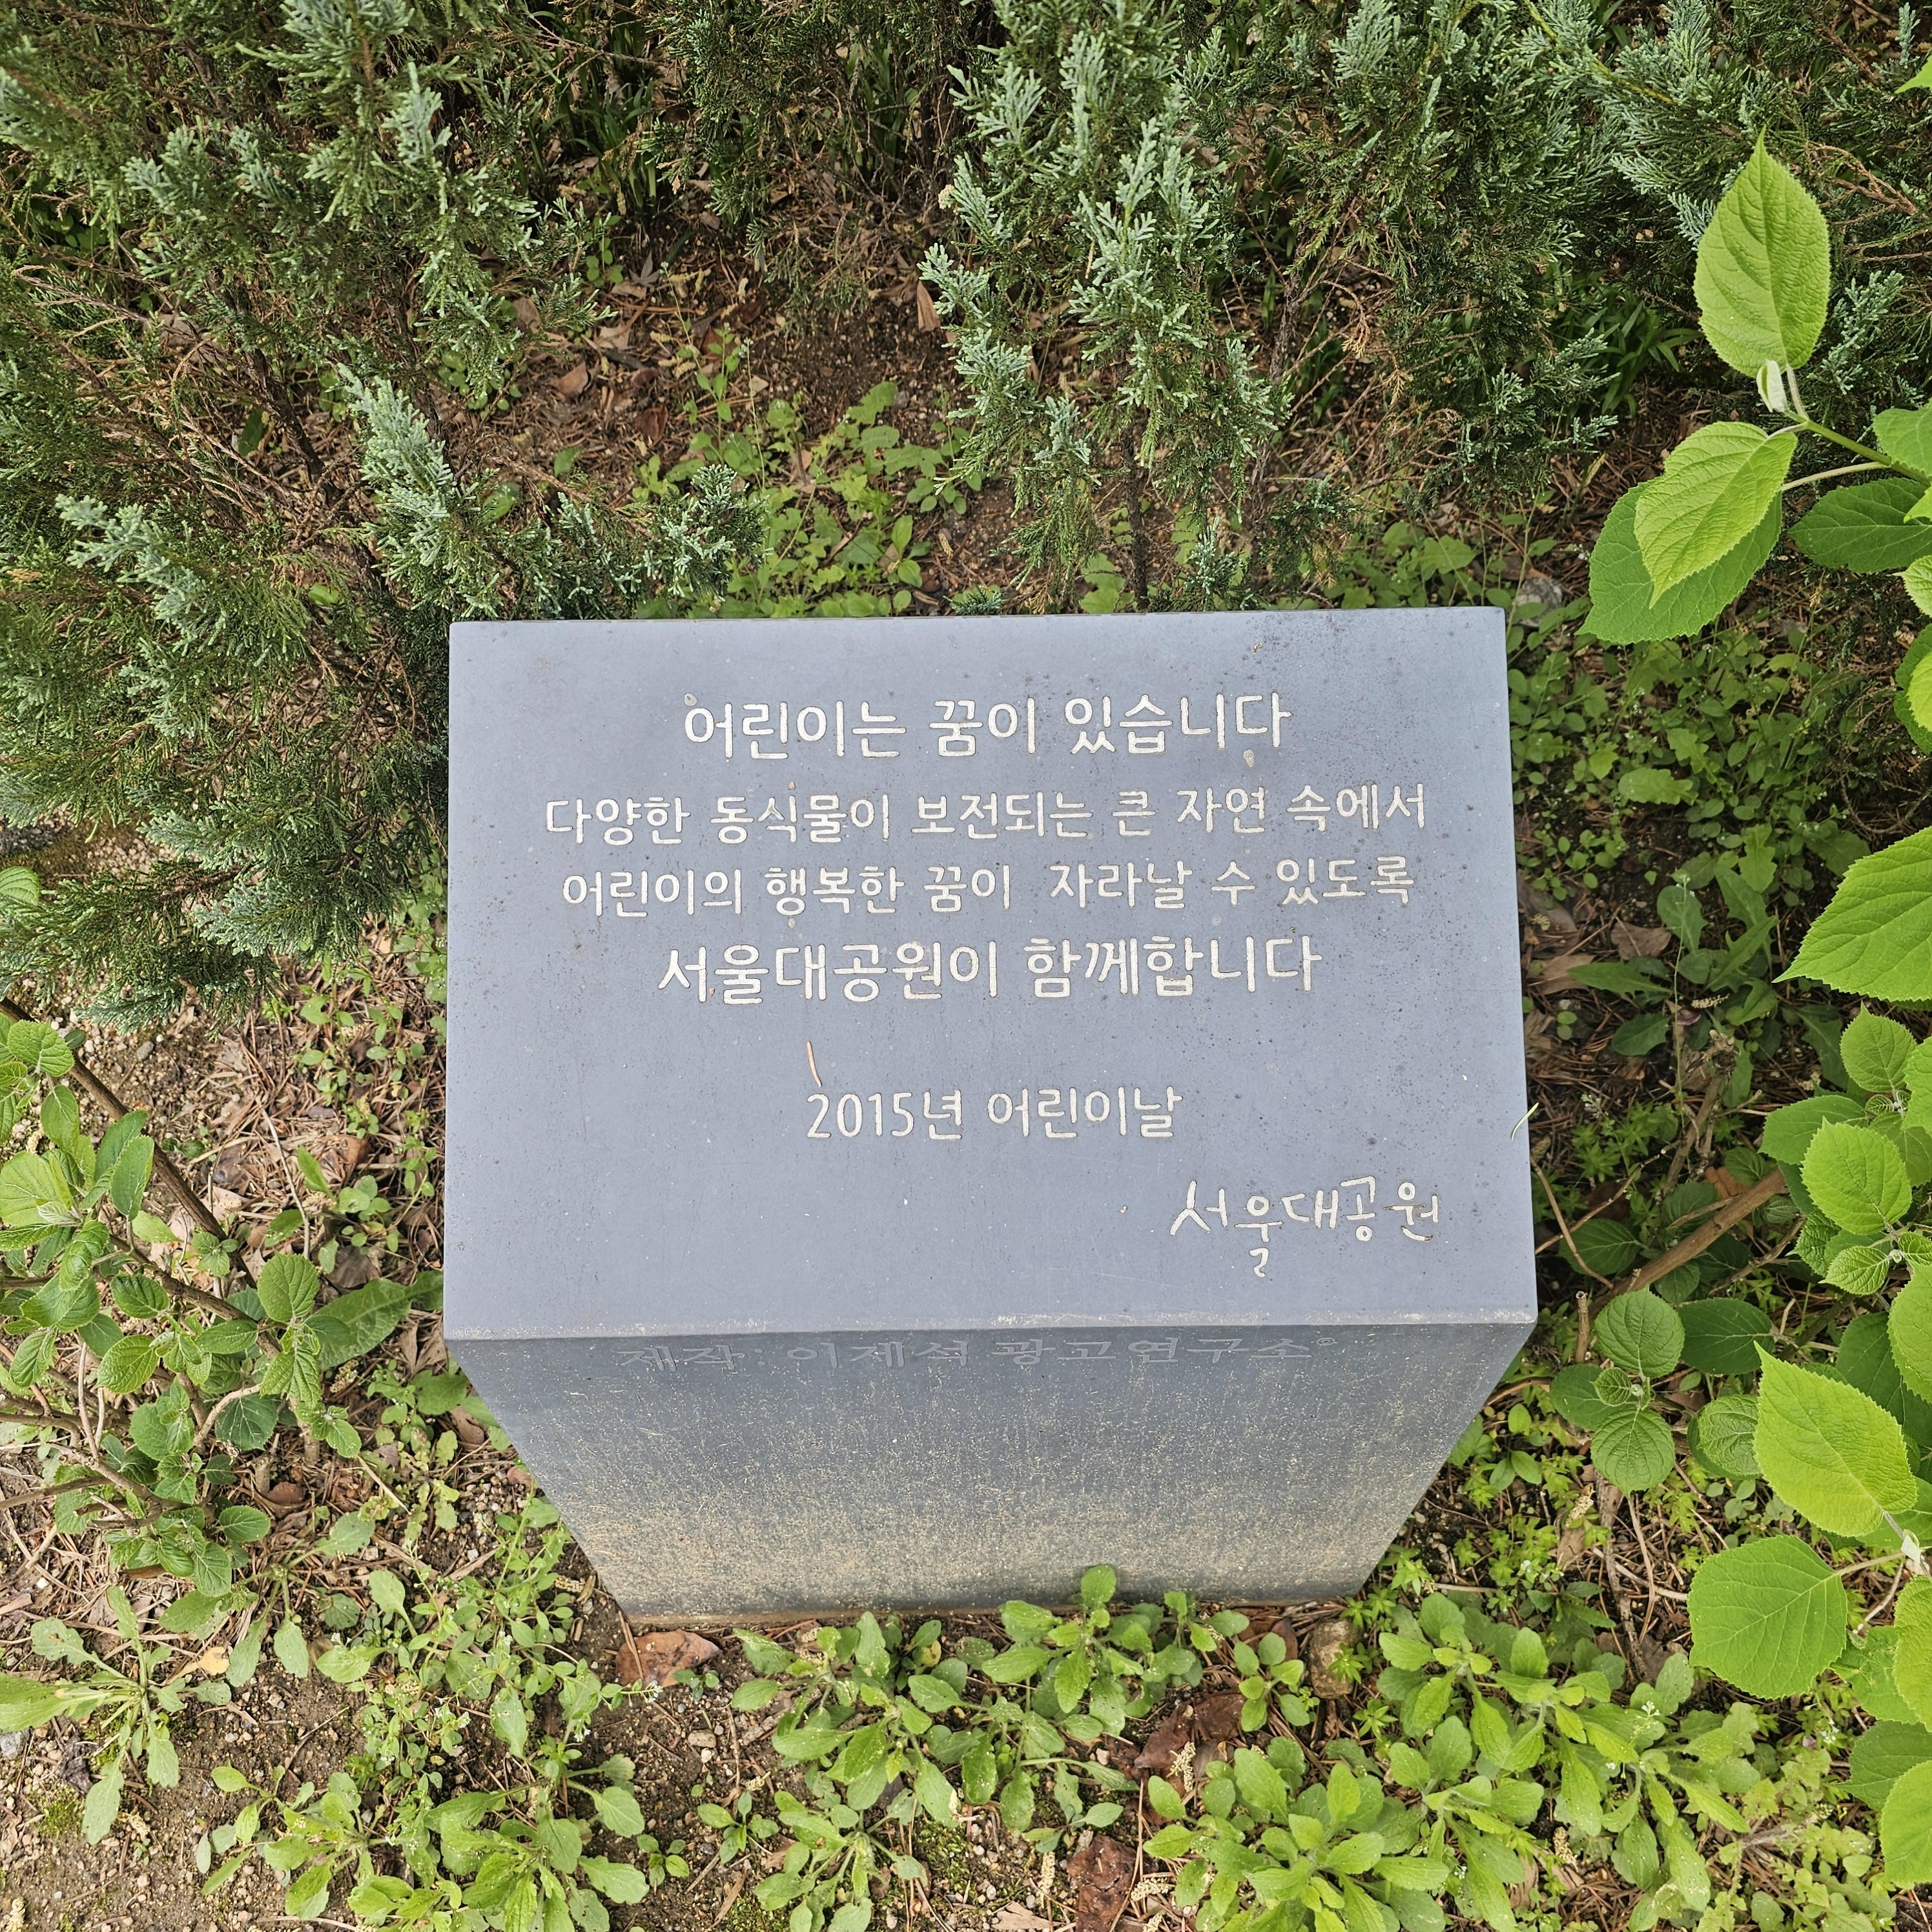 어린이는 꿈이 있습니다
다양한 동식물이 보전되는 큰 자연 속에서
어린이의 행복한 꿈이 자라날 수 있도록
서울대공원이 함께합니다
2015년 어린이날
서울대공원
제작: 이제석 광고연구소©